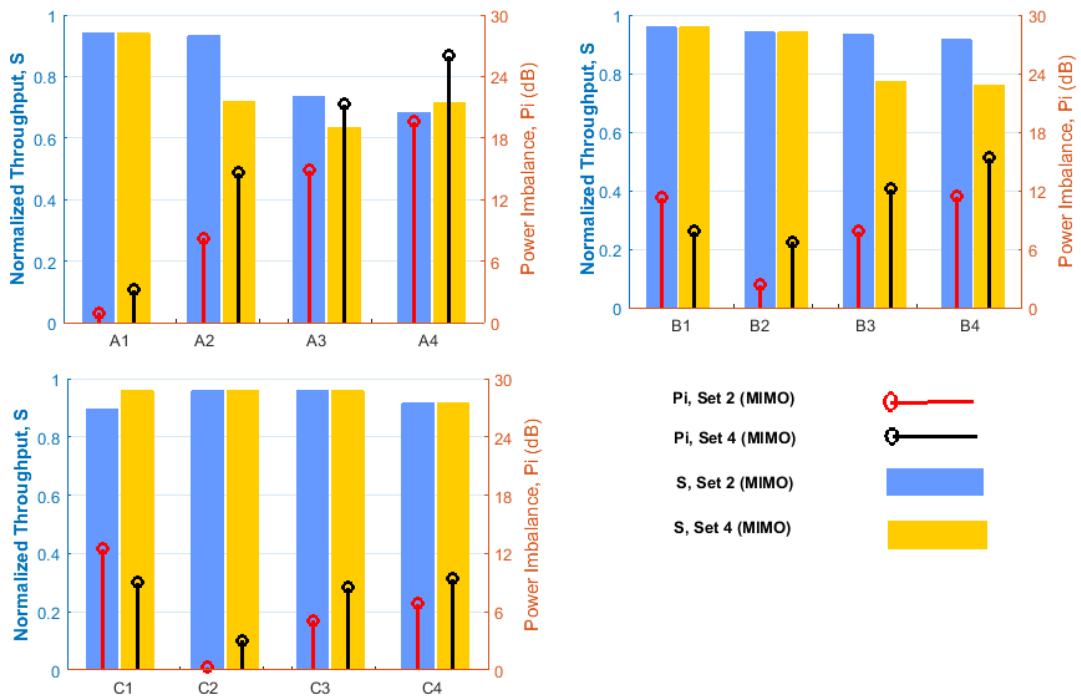 Normalized Throughput, S
1
0.8
0.6
0.4
0.2
0
30
24
18
12
6
0
Power Imbalance, Pi (dB)
A1 A2 A3 A4
Normalized Throughput, S
1
0.8
0.6
0.4
0.2
0
30
24
18
12
6
0
Power Imbalance, Pi (dB)
B1 B2 B3 B4
Normalized Throughput, S
1
0.8
0.6
0.4
0.2
0
30
24
18
12
6
0
Power Imbalance, Pi (dB)
C1 C2 C3 C4
Pi, Set 2 (MIMO)
Pi, Set 4 (MIMO)
S, Set 2 (MIMO)
S, Set 4 (MIMO)